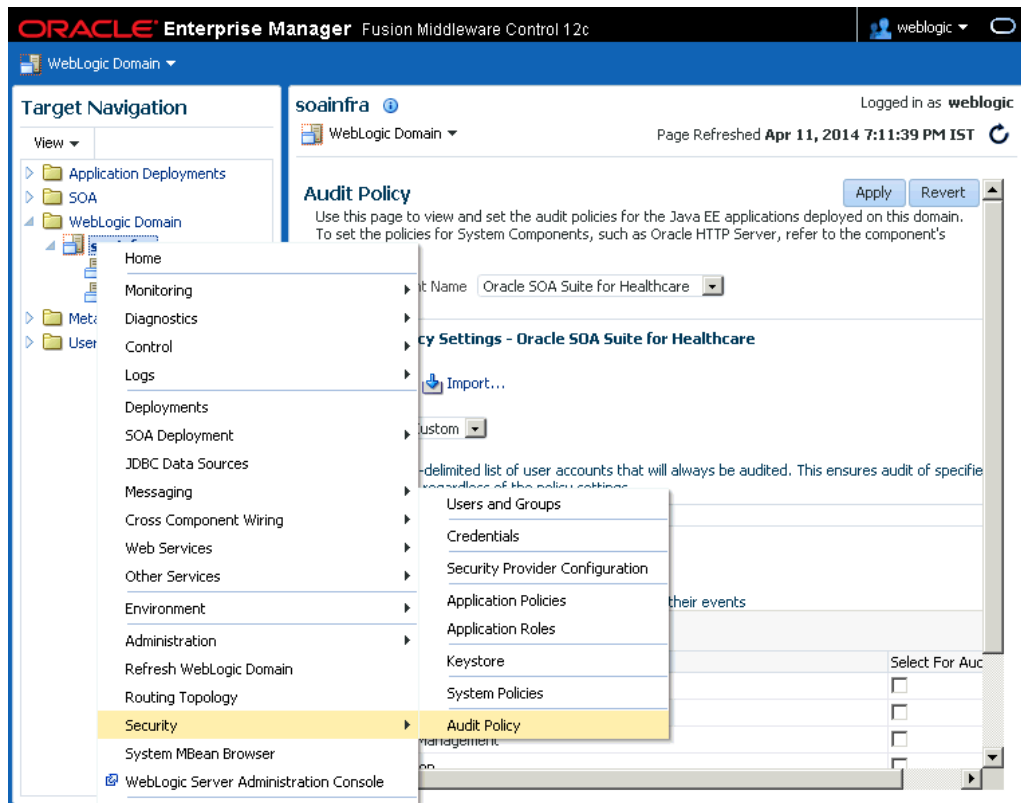 ORACLE Enterprise Manager Fusion Middleware Control 12c
weblogic
WebLogic Domain
Target Navigation
View
Application Deployments
SOA
WebLogic Domain
soainfra
Logged in as weblogic
WebLogic Domain
Page Refreshed Apr 11, 2014 7:11:39 PM IST
Audit Policy
Apply
Revert
Use this page to view and set the audit policies for the Java EE applications deployed on this domain.
To set the policies for System Components, such as Oracle HTTP Server, refer to the component's
Name Oracle SOA Suite for Healthcare
Settings - Oracle SOA Suite for Healthcare
Import...
-delimited list of user accounts that will always be audited. This ensures audit of specifie
regardless of the policy settings
their events
Select For Auc
Home
Monitoring
Diagnostics
Control
Logs
Deployments
SOA Deployment
JDBC Data Sources
Messaging
Cross Component Wiring
Web Services
Other Services
Environment
Administration
Refresh WebLogic Domain
Routing Topology
Security
System MBean Browser
WebLogic Server Administration Console
Users and Groups
Credentials
Security Provider Configuration
Application Policies
Application Roles
Keystore
System Policies
Audit Policy